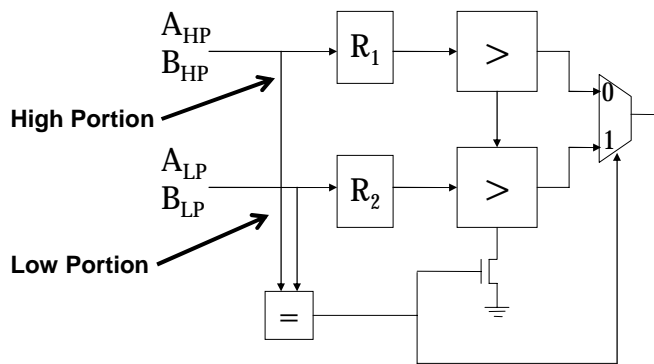 A_HP
B_HP
R_1
>
0
High Portion
A_LP
B_LP
R_2
>
1
Low Portion
=